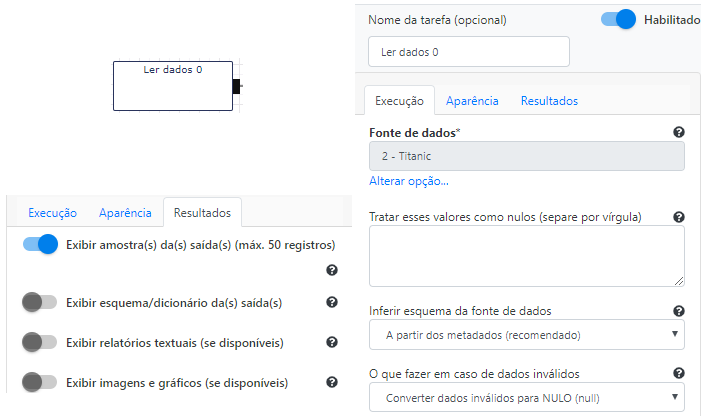 Ler dados 0
Execução Aparência Resultados
Exibir amostra(s) da(s) saída(s) (máx. 50 registros)
Exibir esquema/dicionário da(s) saída(s)
Exibir relatórios textuais (se disponíveis)
Exibir imagens e gráficos (se disponíveis)
Nome da tarefa (opcional) Habilitado
Ler dados 0
Execução Aparência Resultados
Fonte de dados*
2 - Titanic
Alterar opção...
Tratar esses valores como nulos (separe por vírgula)
Inferir esquema da fonte de dados
A partir dos metadados (recomendado)
O que fazer em caso de dados inválidos
Converter dados inválidos para NULO (null)